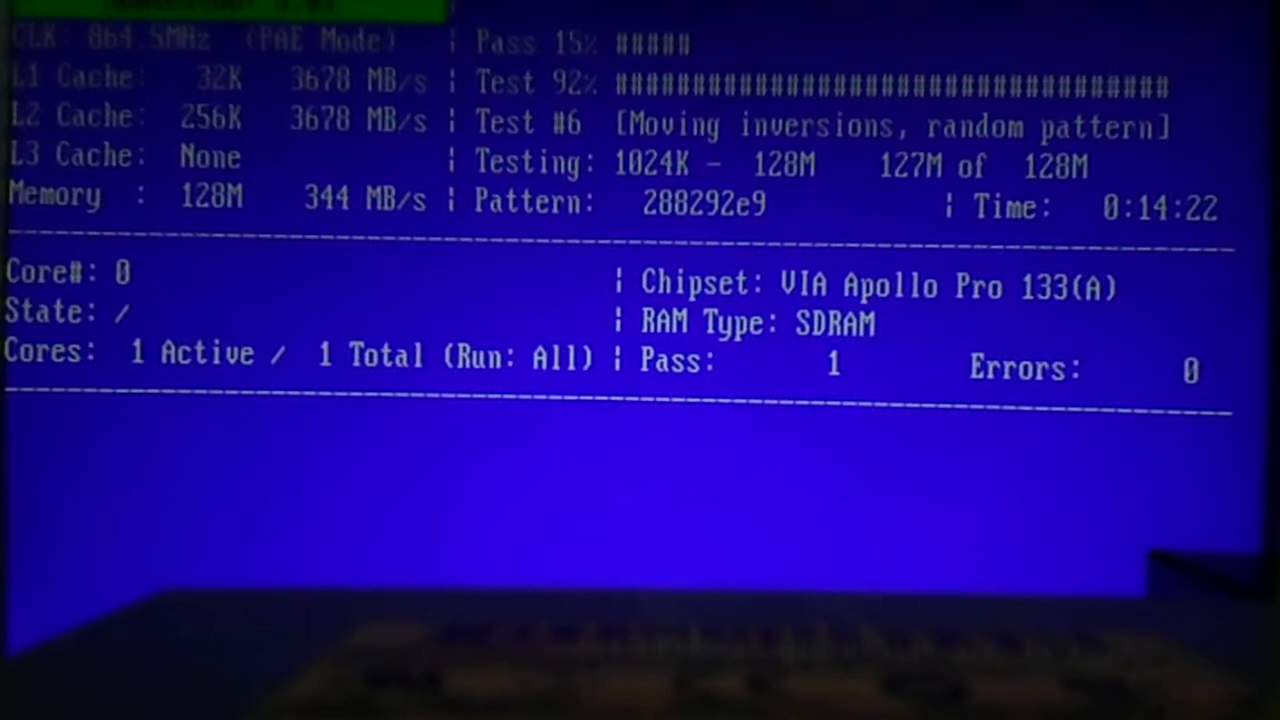 CLK: 864.5MHz (PAE Mode) ¦ Pass 15% #####
L1 Cache: 32K 3678 MB/s ¦ Test 92% ####################################
L2 Cache: 256K 3678 MB/s ¦ Test #6 [Moving inversions, random pattern]
L3 Cache: None ¦ Testing: 1024K - 128M 127M of 128M
Memory : 128M 344 MB/s ¦ Pattern: 288292e9 ¦ Time: 0:14:22
Core#: 0 ¦ Chipset: VIA Apollo Pro 133(A)
State: / ¦ RAM Type: SDRAM
Cores: 1 Active / 1 Total (Run: All) ¦ Pass: 1 Errors: 0